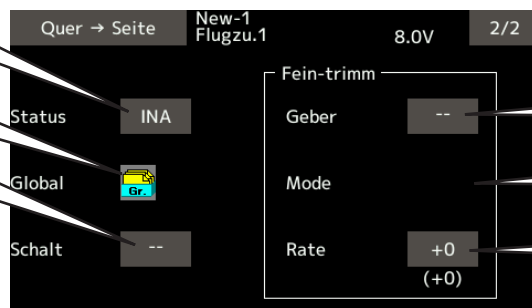 Quer → Seite
New-1
Flugzu.1
8.0V
2/2
Fein-trimm
Status INA
Geber --
Global Gr.
Mode
Schalt --
Rate +0
(+0)